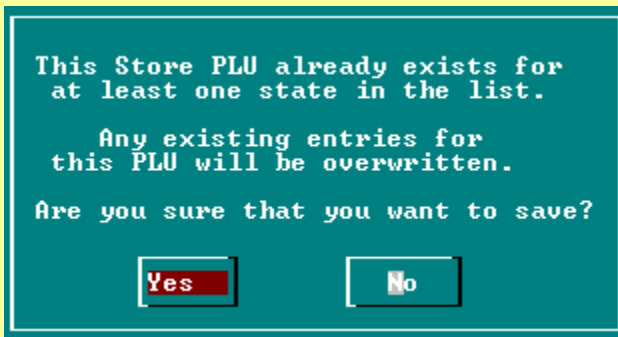 This Store PLU already exists for
at least one state in the list.
Any existing entries for
this PLU will be overwritten.
Are you sure that you want to save?
Yes No